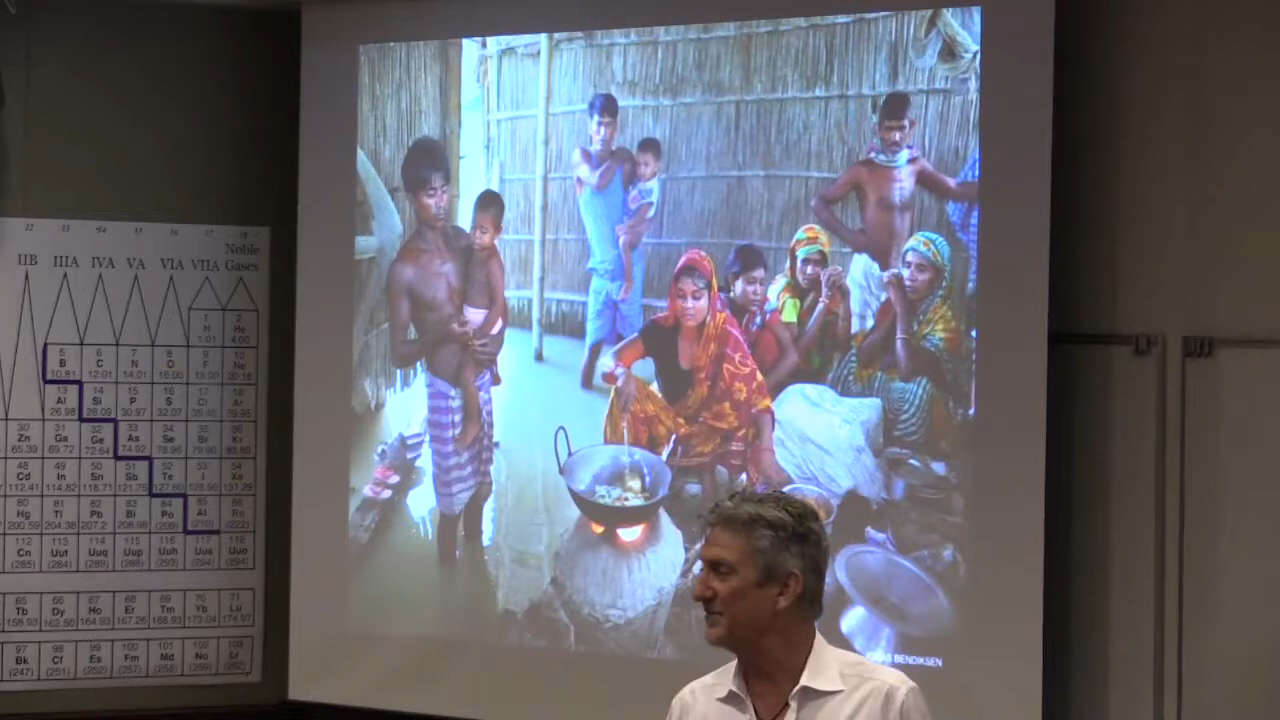 12 13 14 15 16 17 18
Noble
IIB IIIA IVA VA VIA VIIA Gases
1 2
H He
1.01 4.00
5 6 7 8 9 10
B C N O F Ne
10.81 12.01 14.01 16.00 19.00 20.18
13 14 15 16 17 18
Al Si P S Cl Ar
26.98 28.09 30.97 32.07 35.45 39.95
30 31 32 33 34 35 36
Zn Ga Ge As Se Br Kr
65.39 69.72 72.64 74.92 78.96 79.90 83.80
48 49 50 51 52 53 54
Cd In Sn Sb Te I Xe
112.41 114.82 118.71 121.75 127.60 126.90 131.29
80 81 82 83 84 85 86
Hg Tl Pb Bi Po At Rn
200.59 204.38 207.2 208.98 (209) (210) (222)
112 113 114 115 116 117 118
Cn Uut Uuq Uup Uuh Uus Uuo
(285) (284) (289) (288) (293) (294) (294)
65 66 67 68 69 70 71
Tb Dy Ho Er Tm Yb Lu
158.93 162.50 164.93 167.26 168.93 173.04 174.97
97 98 99 100 101 102 103
Bk Cf Es Fm Md No Lr
(247) (251) (252) (257) (258) (259) (262)
BENDIKSEN